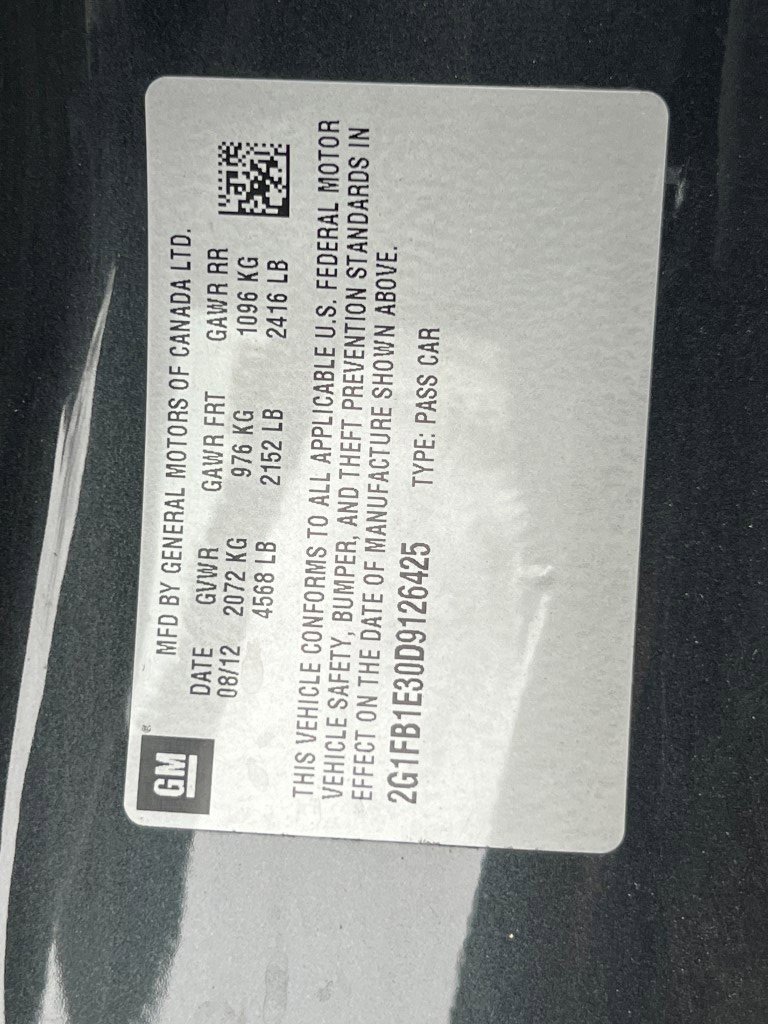 GM®
MFD BY GENERAL MOTORS OF CANADA LTD.
DATE GVWR GAWR FRT GAWR RR
08/12 2072 KG 976 KG 1096 KG
4568 LB 2152 LB 2416 LB
THIS VEHICLE CONFORMS TO ALL APPLICABLE U.S. FEDERAL MOTOR
VEHICLE SAFETY, BUMPER, AND THEFT PREVENTION STANDARDS IN
EFFECT ON THE DATE OF MANUFACTURE SHOWN ABOVE.
2G1FB1E30D9126425 TYPE: PASS CAR